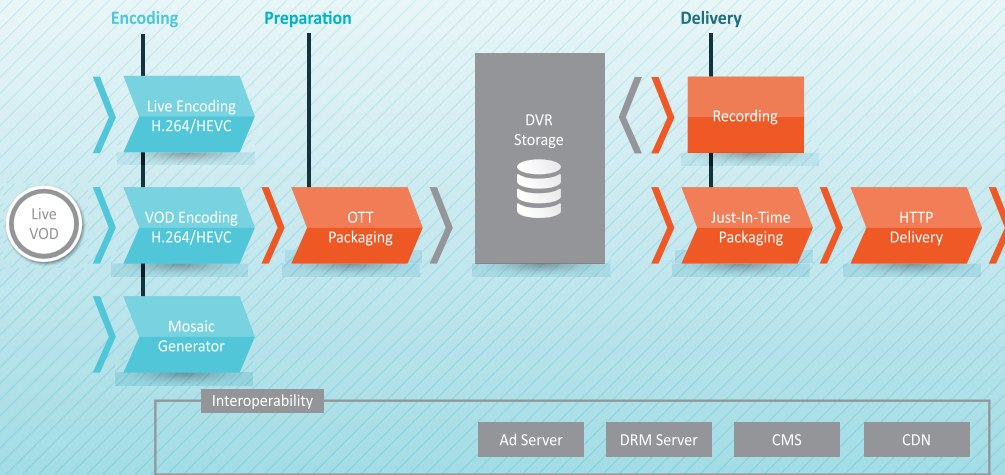 Encoding
Preparation
Delivery
Live Encoding
H.264/HEVC
DVR
Storage
Recording
Live
VOD
VOD Encoding
H.264/HEVC
OTT
Packaging
Just-In-Time
Packaging
HTTP
Delivery
Mosaic
Generator
Interoperability
Ad Server
DRM Server
CMS
CDN